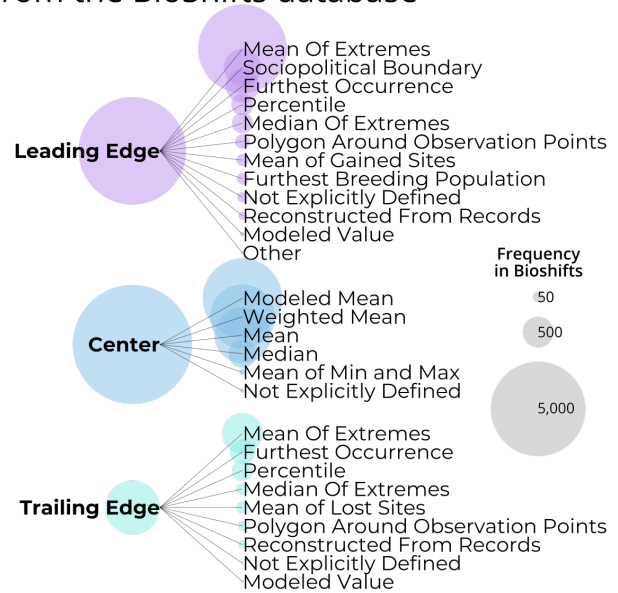 from the BioShifts database
Mean Of Extremes
Sociopolitical Boundary
Furthest Occurrence
Percentile
Median Of Extremes
Polygon Around Observation Points
Leading Edge
Mean of Gained Sites
Furthest Breeding Population
Not Explicitly Defined
Reconstructed From Records
Modeled Value
Other
Frequency
in Bioshifts
50
500
5,000
Modeled Mean
Weighted Mean
Mean
Center
Median
Mean of Min and Max
Not Explicitly Defined
Mean Of Extremes
Furthest Occurrence
Percentile
Median Of Extremes
Trailing Edge
Mean of Lost Sites
Polygon Around Observation Points
Reconstructed From Records
Not Explicitly Defined
Modeled Value